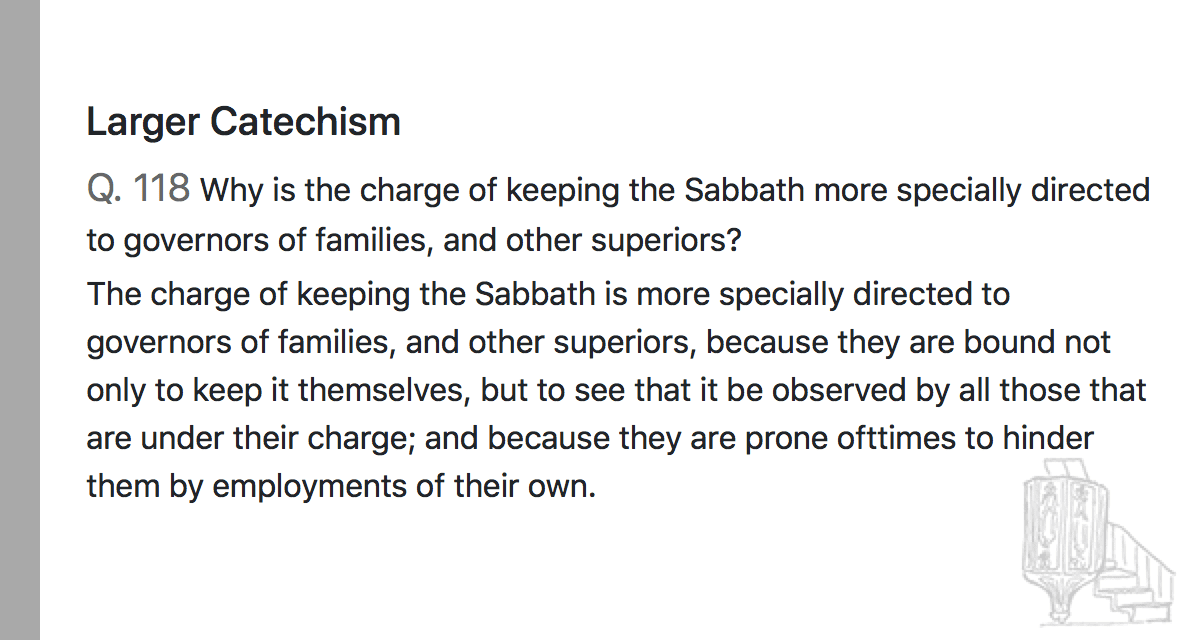 Larger Catechism
Q. 118 Why is the charge of keeping the Sabbath more specially directed
to governors of families, and other superiors?
The charge of keeping the Sabbath is more specially directed to
governors of families, and other superiors, because they are bound not
only to keep it themselves, but to see that it be observed by all those that
are under their charge; and because they are prone ofttimes to hinder
them by employments of their own.